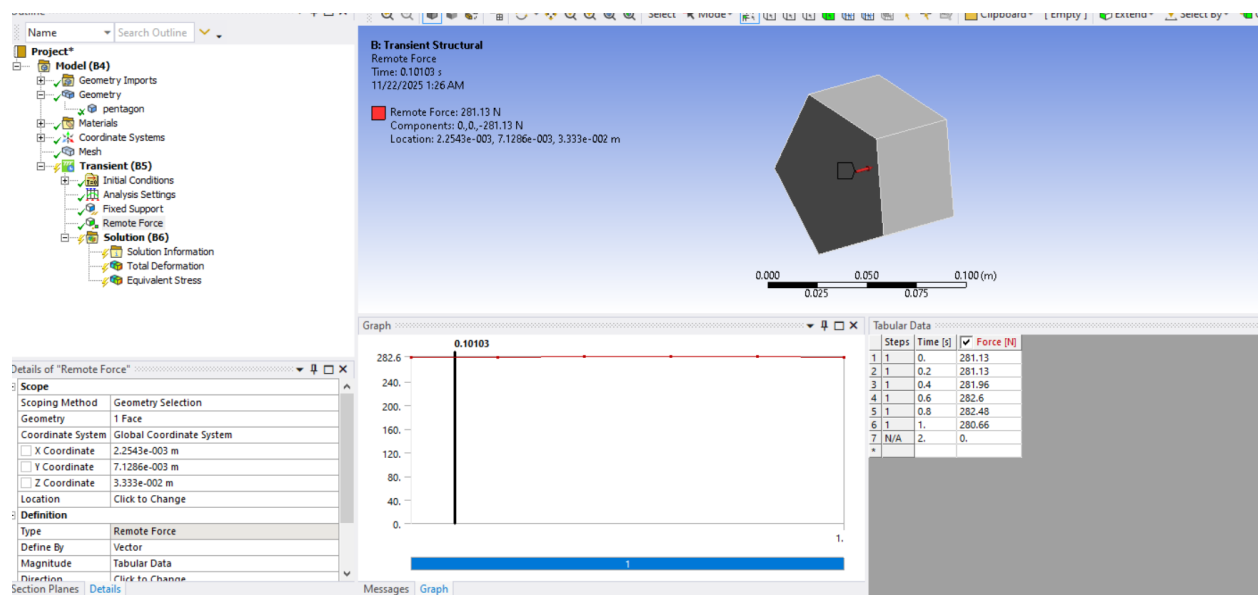 Select
Mode
Clipboard
[ Empty ]
Extend
Select By
Name
Search Outline
Project*
Model (B4)
Geometry Imports
Geometry
pentagon
Materials
Coordinate Systems
Mesh
Transient (B5)
Initial Conditions
Analysis Settings
Fixed Support
Remote Force
Solution (B6)
Solution Information
Total Deformation
Equivalent Stress
B: Transient Structural
Remote Force
Time: 0.10103 s
11/22/2025 1:26 AM
Remote Force: 281.13 N
Components: 0.,0.,-281.13 N
Location: 2.2543e-003, 7.1286e-003, 3.333e-002 m
0.000 0.050 0.100 (m)
0.025 0.075
Details of "Remote Force"
Scope
Scoping Method Geometry Selection
Geometry 1 Face
Coordinate System Global Coordinate System
X Coordinate 2.2543e-003 m
Y Coordinate 7.1286e-003 m
Z Coordinate 3.333e-002 m
Location Click to Change
Definition
Type Remote Force
Define By Vector
Magnitude Tabular Data
Direction Click to Change
Section Planes Details
Graph
0.10103
282.6
240.
200.
160.
120.
80.
40.
0.
1.
1
Messages Graph
Tabular Data
Steps Time [s] Force [N]
1 1 0. 281.13
2 1 0.2 281.13
3 1 0.4 281.96
4 1 0.6 282.6
5 1 0.8 282.48
6 1 1. 280.66
7 N/A 2. 0.
*